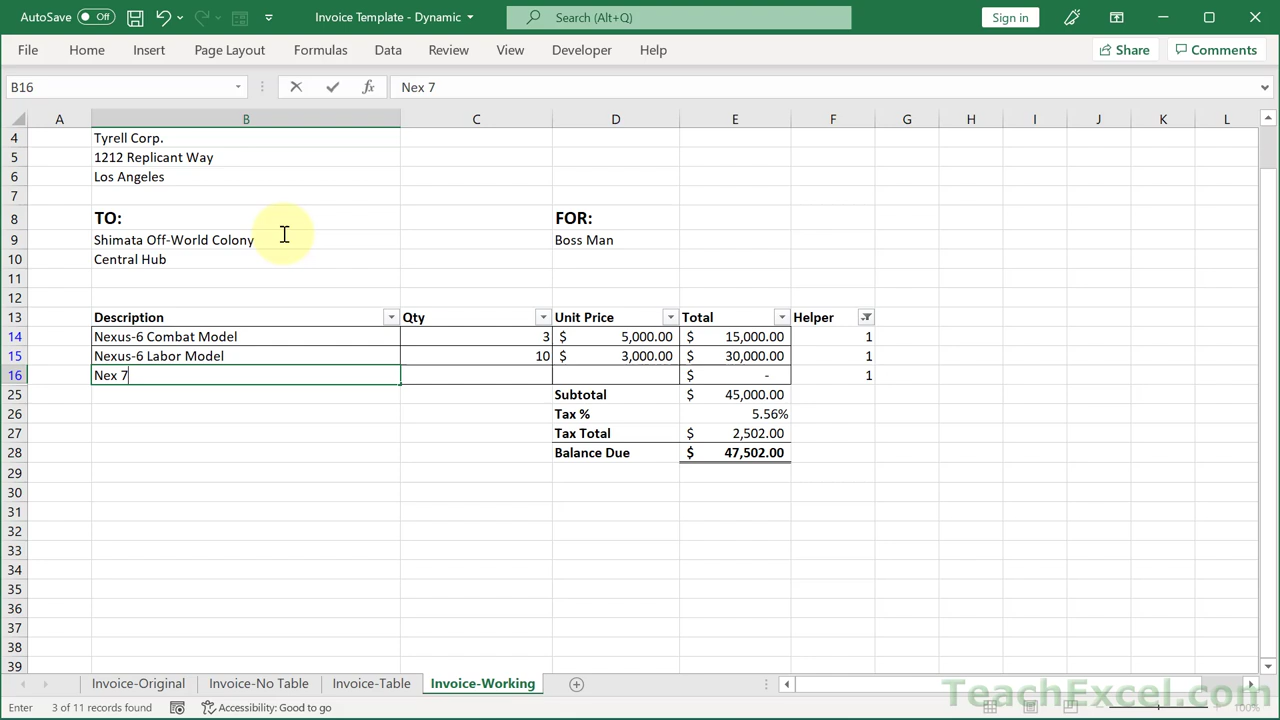 AutoSave Off Invoice Template - Dynamic Search (Alt+Q) Sign in
File Home Insert Page Layout Formulas Data Review View Developer Help Share Comments
B16 fx Nex 7
A B C D E F G H I J K L
4 Tyrell Corp.
5 1212 Replicant Way
6 Los Angeles
7
8 TO: FOR:
9 Shimata Off-World Colony Boss Man
10 Central Hub
11
12
13 Description Qty Unit Price Total Helper
14 Nexus-6 Combat Model 3 $ 5,000.00 $ 15,000.00 1
15 Nexus-6 Labor Model 10 $ 3,000.00 $ 30,000.00 1
16 Nex 7 $ - 1
25 Subtotal $ 45,000.00
26 Tax % 5.56%
27 Tax Total $ 2,502.00
28 Balance Due $ 47,502.00
29
30
31
32
33
34
35
36
37
38
39
Invoice-Original Invoice-No Table Invoice-Table Invoice-Working
Enter 3 of 11 records found Accessibility: Good to go 100%
TeachExcel.com